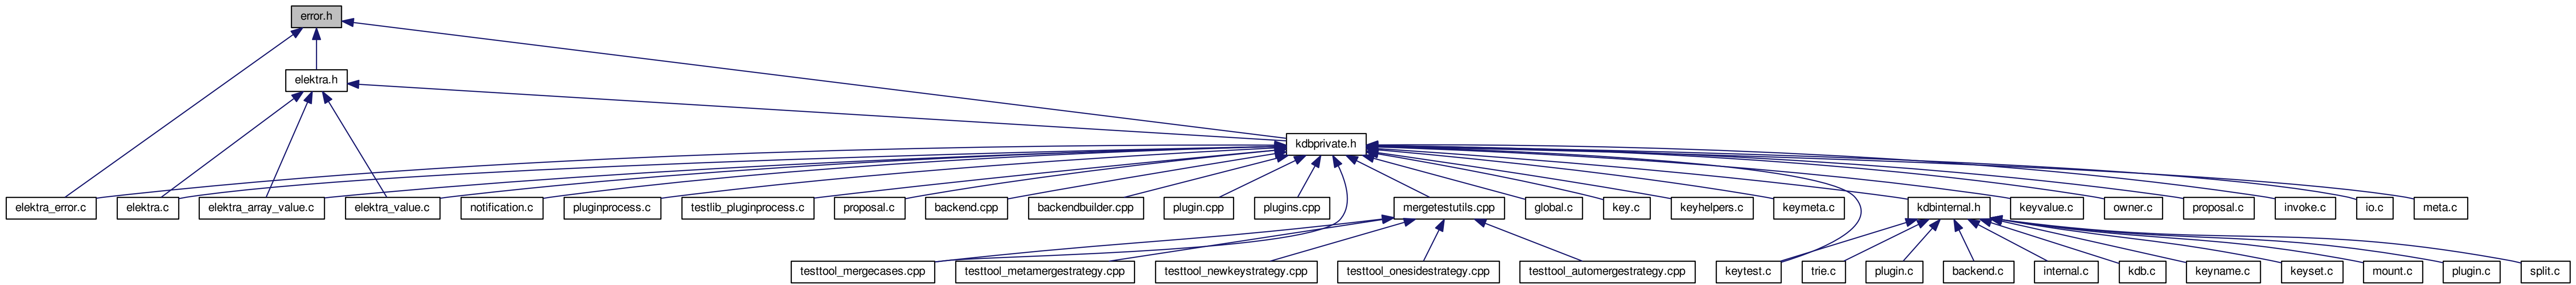 error.h
elektra.h
kdbprivate.h
elektra_error.c
elektra.c
elektra_array_value.c
elektra_value.c
notification.c
pluginprocess.c
testlib_pluginprocess.c
proposal.c
backend.cpp
backendbuilder.cpp
plugin.cpp
plugins.cpp
mergetestutils.cpp
global.c
key.c
keyhelpers.c
keymeta.c
kdbinternal.h
keyvalue.c
owner.c
proposal.c
invoke.c
io.c
meta.c
testtool_mergecases.cpp
testtool_metamergestrategy.cpp
testtool_newkeystrategy.cpp
testtool_onesidestrategy.cpp
testtool_automergestrategy.cpp
keytest.c
trie.c
plugin.c
backend.c
internal.c
kdb.c
keyname.c
keyset.c
mount.c
plugin.c
split.c